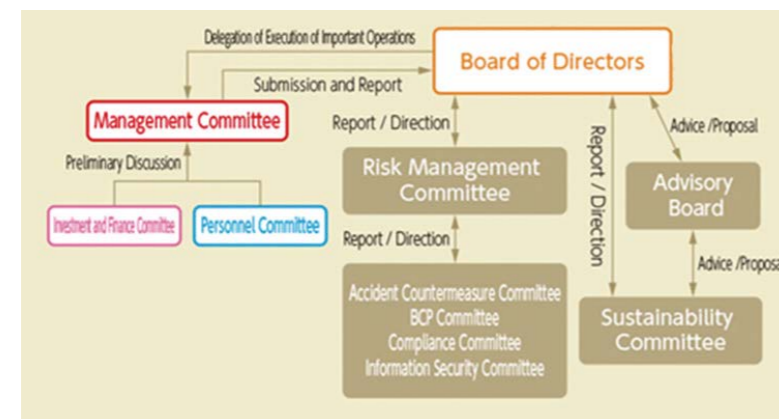 Delegation of Execution of Important Operations
Board of Directors
Submission and Report
Management Committee
Report / Direction
Advice /Proposal
Preliminary Discussion
Risk Management
Committee
Report / Direction
Advisory
Board
Investment and Finance Committee
Personnel Committee
Report / Direction
Advice /Proposa
Accident Countermeasure Committee
BCP Committee
Compliance Committee
Information Security Committee
Sustainability
Committee